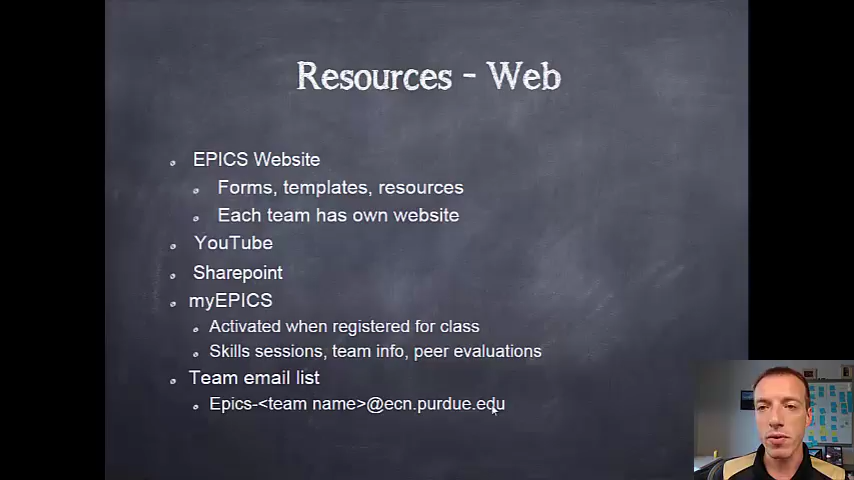 Resources - Web
EPICS Website
Forms, templates, resources
Each team has own website
YouTube
Sharepoint
myEPICS
Activated when registered for class
Skills sessions, team info, peer evaluations
Team email list
Epics-<team name>@ecn.purdue.edu